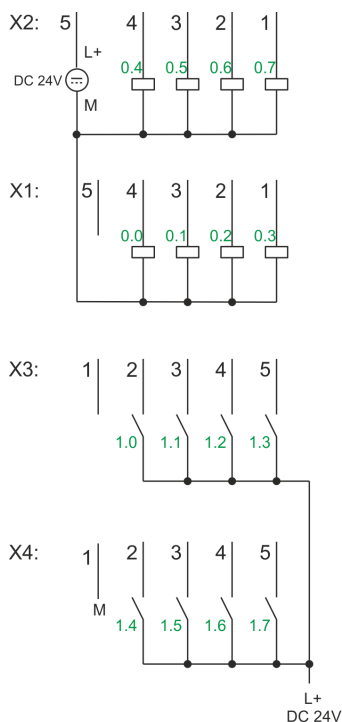 X2: 5 4 3 2 1
L+
0.4 0.5 0.6 0.7
DC 24V
M
X1: 5 4 3 2 1
0.0 0.1 0.2 0.3
X3: 1 2 3 4 5
1.0 1.1 1.2 1.3
X4: 1 2 3 4 5
M
1.4 1.5 1.6 1.7
L+
DC 24V